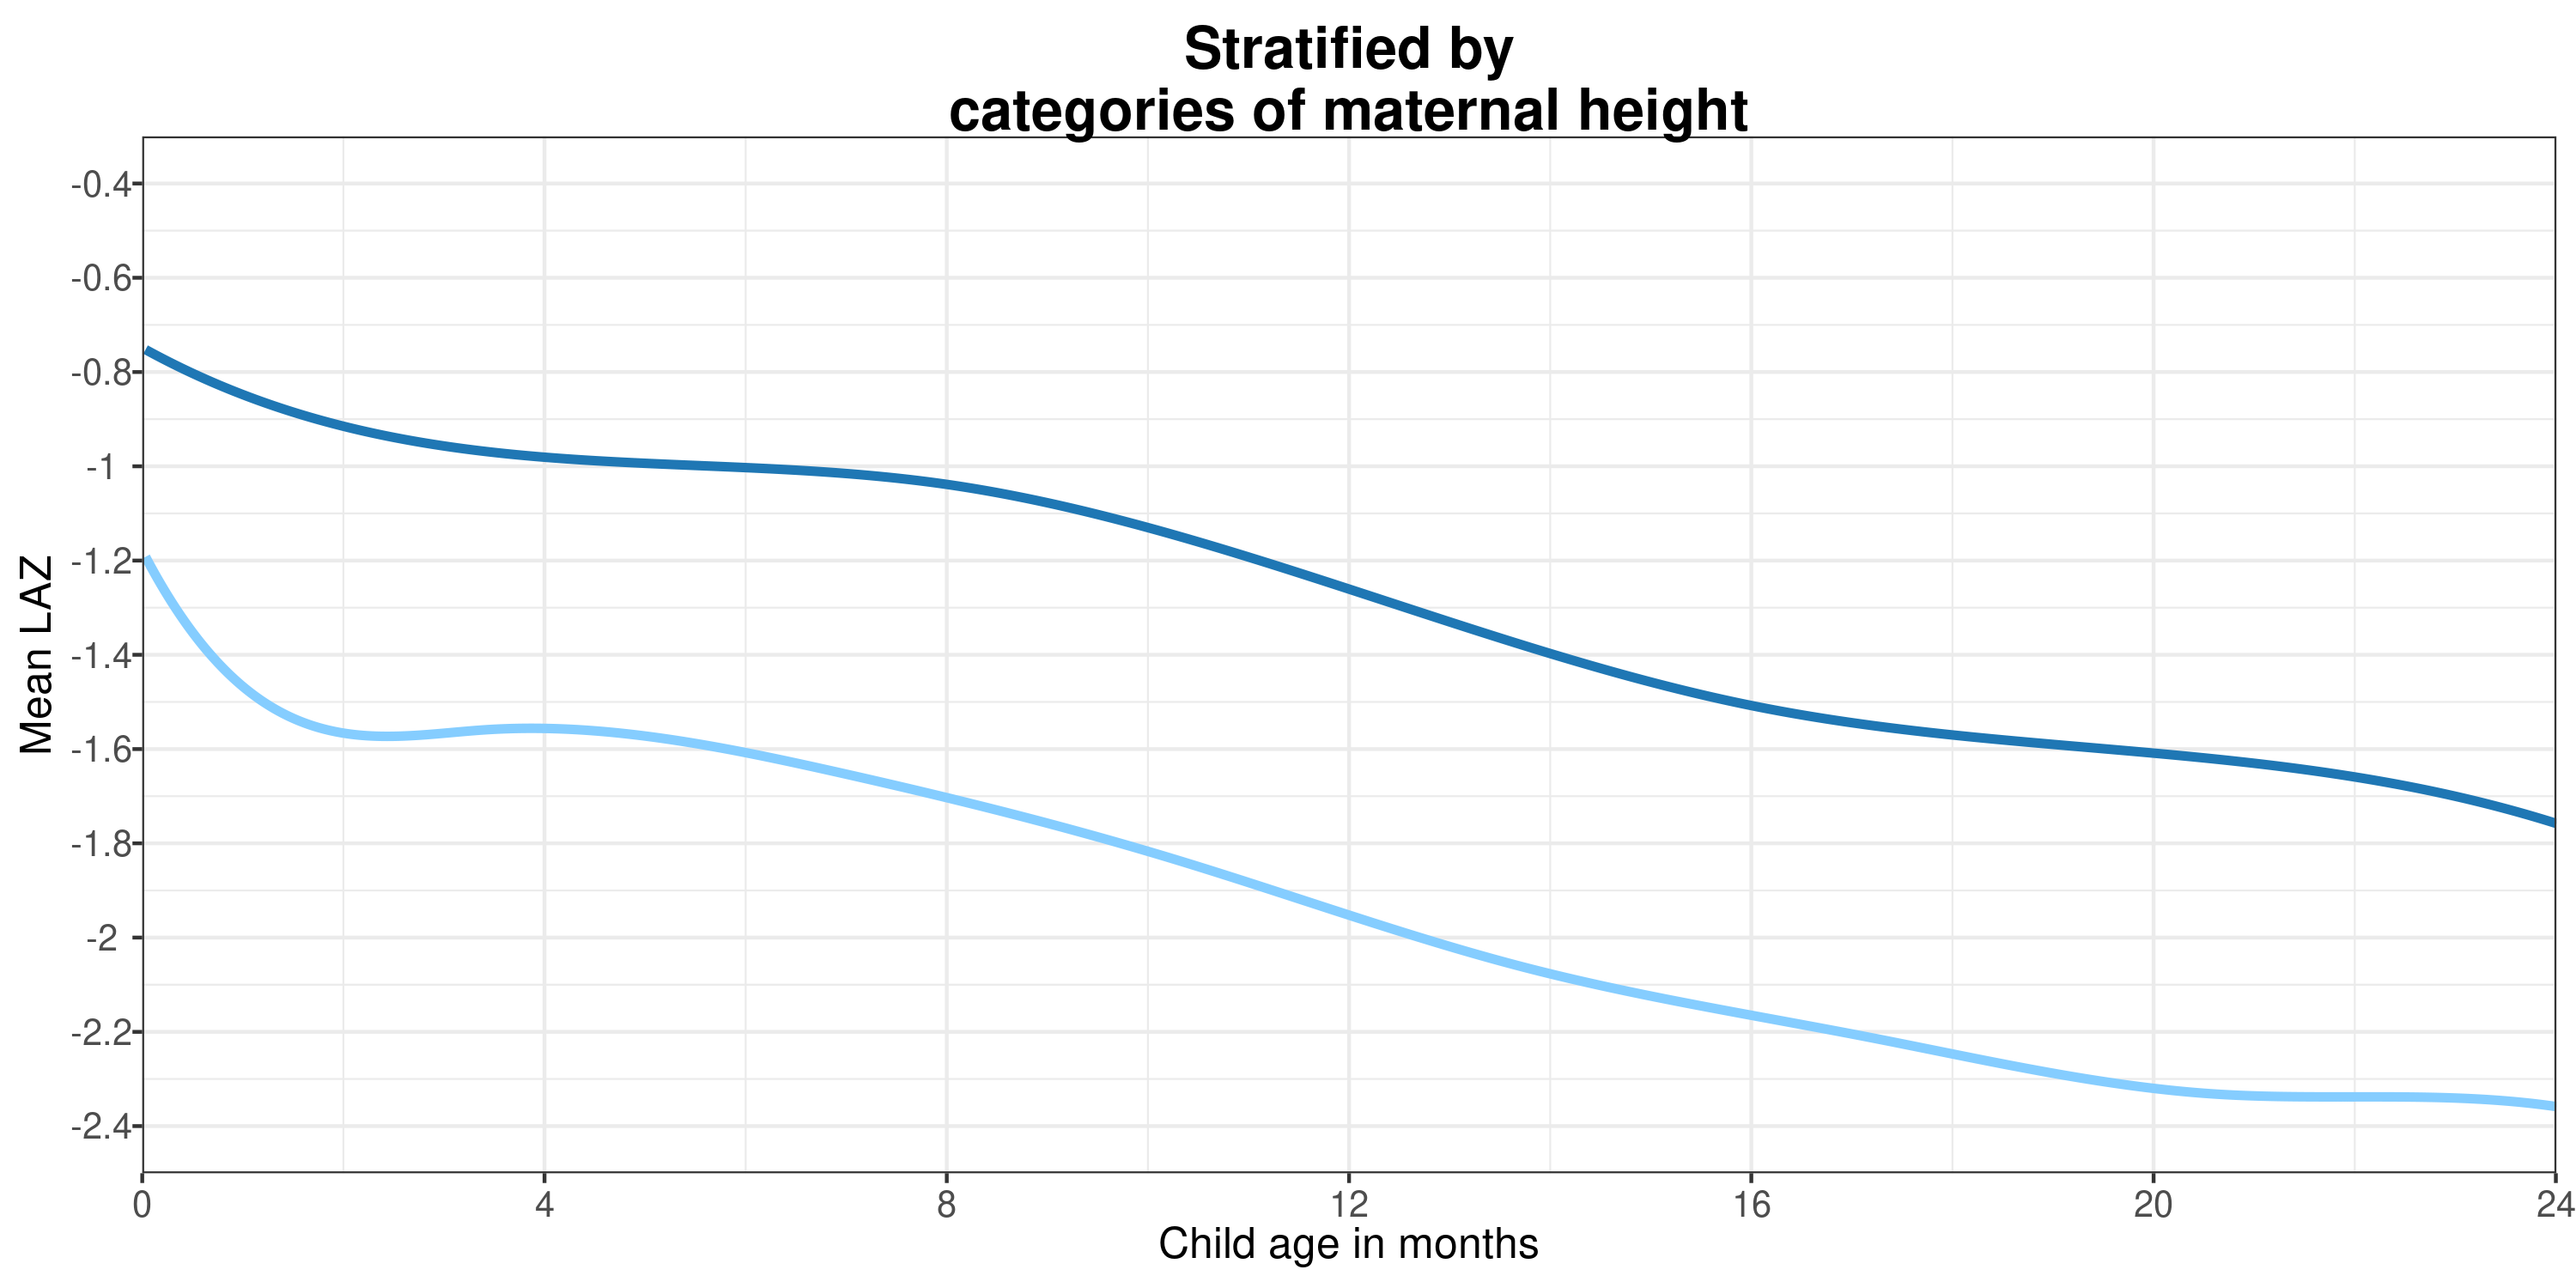 Stratified by
categories of maternal height
Mean LAZ
-0.4
-0.6
-0.8
-1
-1.2
-1.4
-1.6
-1.8
-2
-2.2
-2.4
0 4 8 12 16 20 24
Child age in months